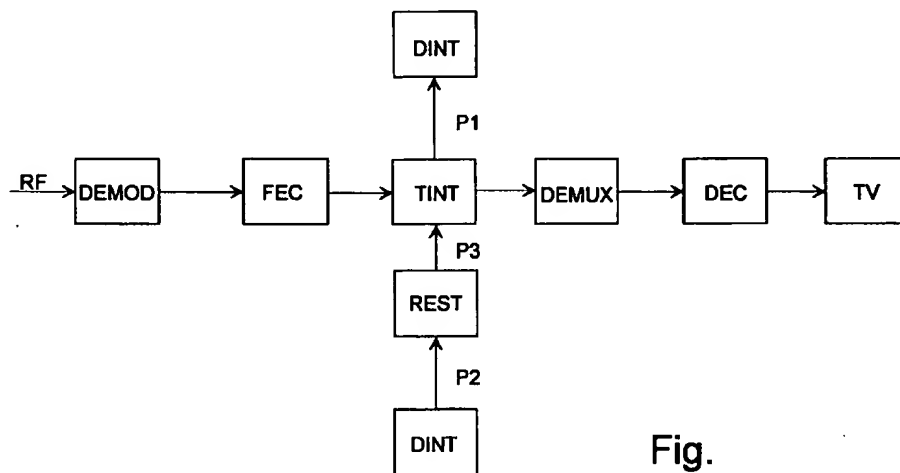 DINT
P1
RF
DEMOD
FEC
TINT
DEMUX
DEC
TV
P3
REST
P2
DINT
Fig.